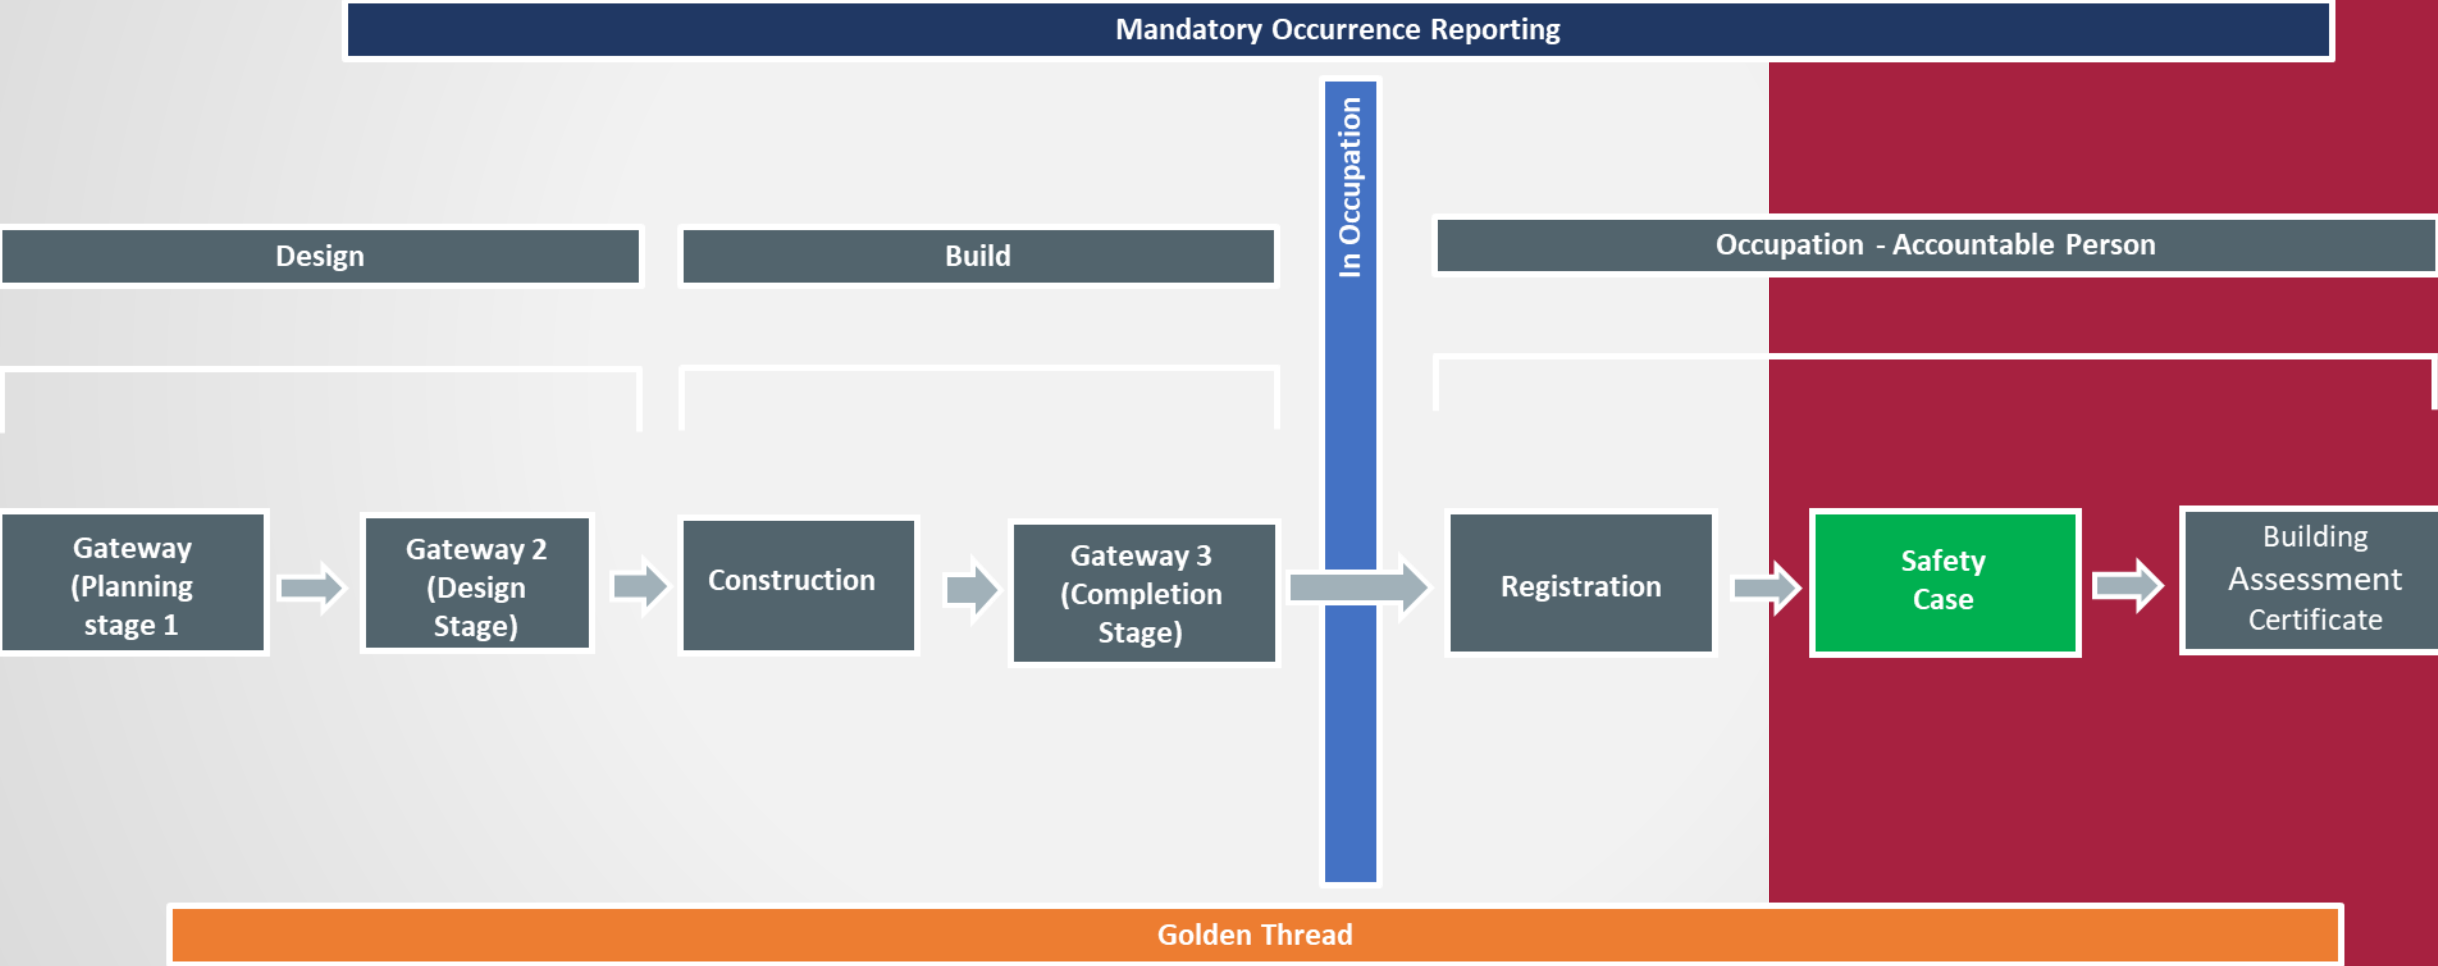 Mandatory Occurrence Reporting
In Occupation
Design
Build
Occupation - Accountable Person
Gateway
(Planning
stage 1
Gateway 2
(Design
Stage)
Construction
Gateway 3
(Completion
Stage)
Registration
Safety
Case
Building
Assessment
Certificate
Golden Thread